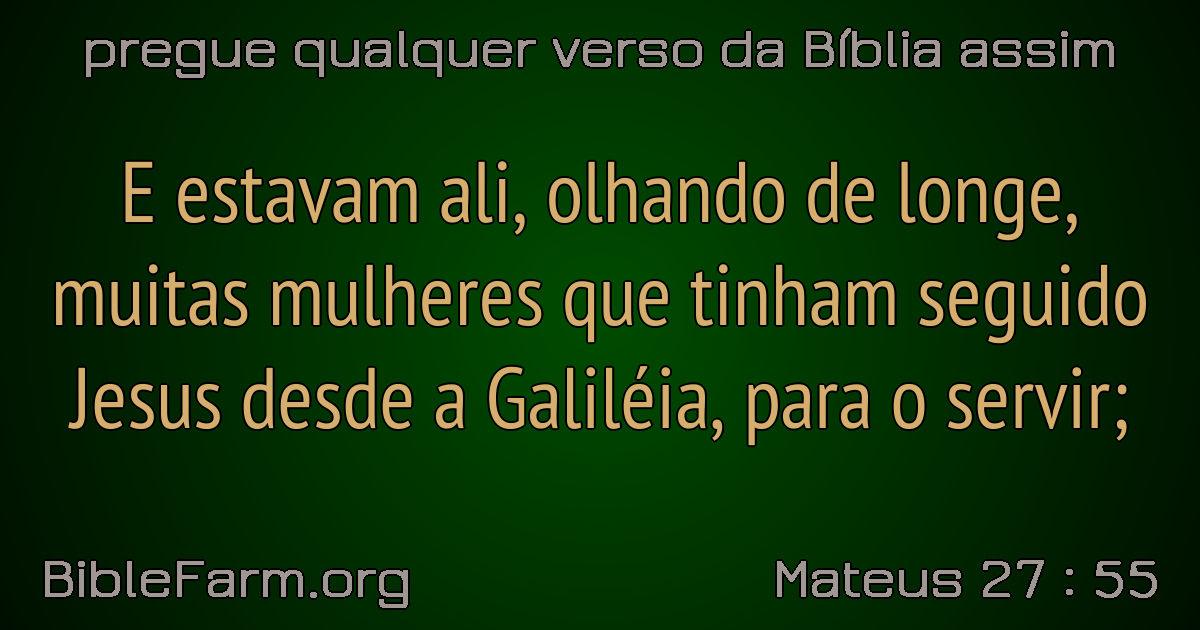 pregue qualquer verso da Bíblia assim
E estavam ali, olhando de longe,
muitas mulheres que tinham seguido
Jesus desde a Galiléia, para o servir;
BibleFarm.org
Mateus 27 : 55